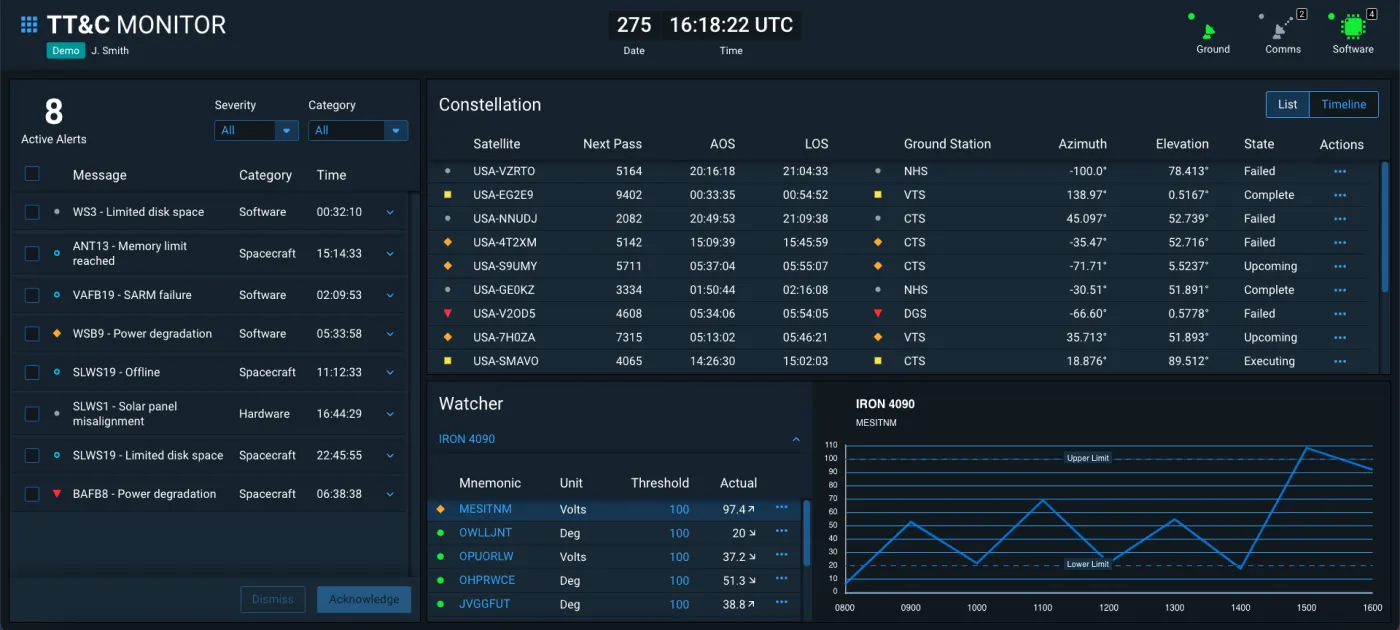 TT&C MONITOR
Demo J. Smith
275 16:18:22 UTC
Date Time
2 4
Ground Comms Software
8
Active Alerts
Severity Category
All All
Message Category Time
WS3 - Limited disk space Software 00:32:10
ANT13 - Memory limit
reached Spacecraft 15:14:33
VAFB19 - SARM failure Software 02:09:53
WSB9 - Power degradation Software 05:33:58
SLWS19 - Offline Spacecraft 11:12:33
SLWS1 - Solar panel
misalignment Hardware 16:44:29
SLWS19 - Limited disk space Spacecraft 22:45:55
BAFB8 - Power degradation Spacecraft 06:38:38
Dismiss Acknowledge
Constellation
List Timeline
Satellite Next Pass AOS LOS Ground Station Azimuth Elevation State Actions
USA-VZRTO 5164 20:16:18 21:04:33 NHS -100.0° 78.413° Failed
USA-EG2E9 9402 00:33:35 00:54:52 VTS 138.97° 0.5167° Complete
USA-NNUDJ 2082 20:49:53 21:09:38 CTS 45.097° 52.739° Failed
USA-4T2XM 5142 15:09:39 15:45:59 CTS -35.47° 52.716° Failed
USA-S9UMY 5711 05:37:04 05:55:07 CTS -71.71° 5.5237° Upcoming
USA-GE0KZ 3334 01:50:44 02:16:08 NHS -30.51° 51.891° Complete
USA-V2OD5 4608 05:34:06 05:54:05 DGS -66.60° 0.5778° Failed
USA-7H0ZA 7315 05:13:02 05:46:21 VTS 35.713° 51.893° Upcoming
USA-SMAVO 4065 14:26:30 15:02:03 CTS 18.876° 89.512° Executing
Watcher
IRON 4090
Mnemonic Unit Threshold Actual
MESITNM Volts 100 97.4
OWLLJNT Deg 100 20
OPUORLW Volts 100 37.2
OHPRWCE Deg 100 51.3
JVGGFUT Deg 100 38.8
IRON 4090
MESITNM
110
100 Upper Limit
90
80
70
60
50
40
30
20 Lower Limit
10
0
0800 0900 1000 1100 1200 1300 1400 1500 1600